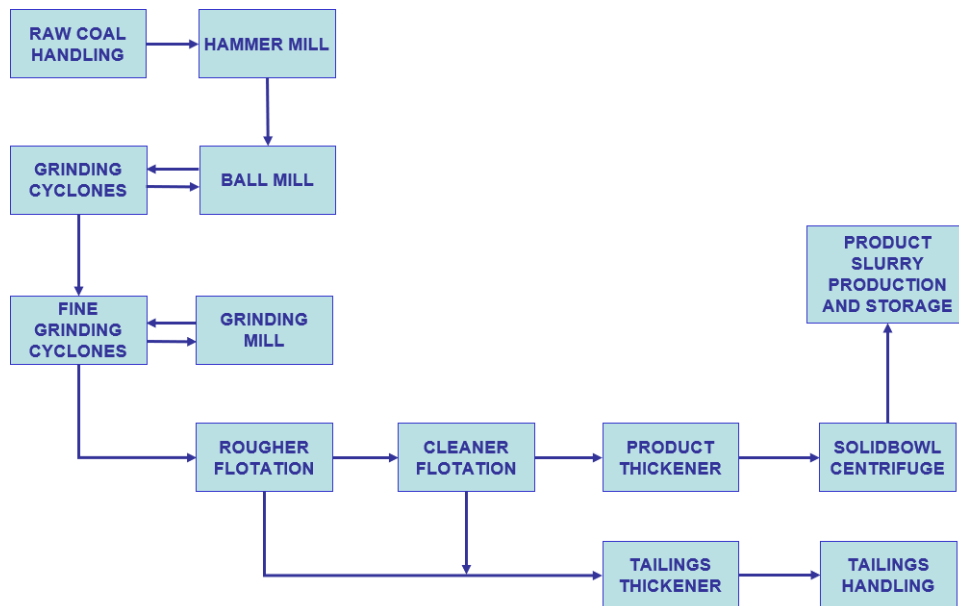 RAW COAL
HANDLING
HAMMER MILL
GRINDING
CYCLONES
BALL MILL
PRODUCT
SLURRY
PRODUCTION
AND STORAGE
FINE
GRINDING
CYCLONES
GRINDING
MILL
ROUGHER
FLOTATION
CLEANER
FLOTATION
PRODUCT
THICKENER
SOLIDBOWL
CENTRIFUGE
TAILINGS
THICKENER
TAILINGS
HANDLING